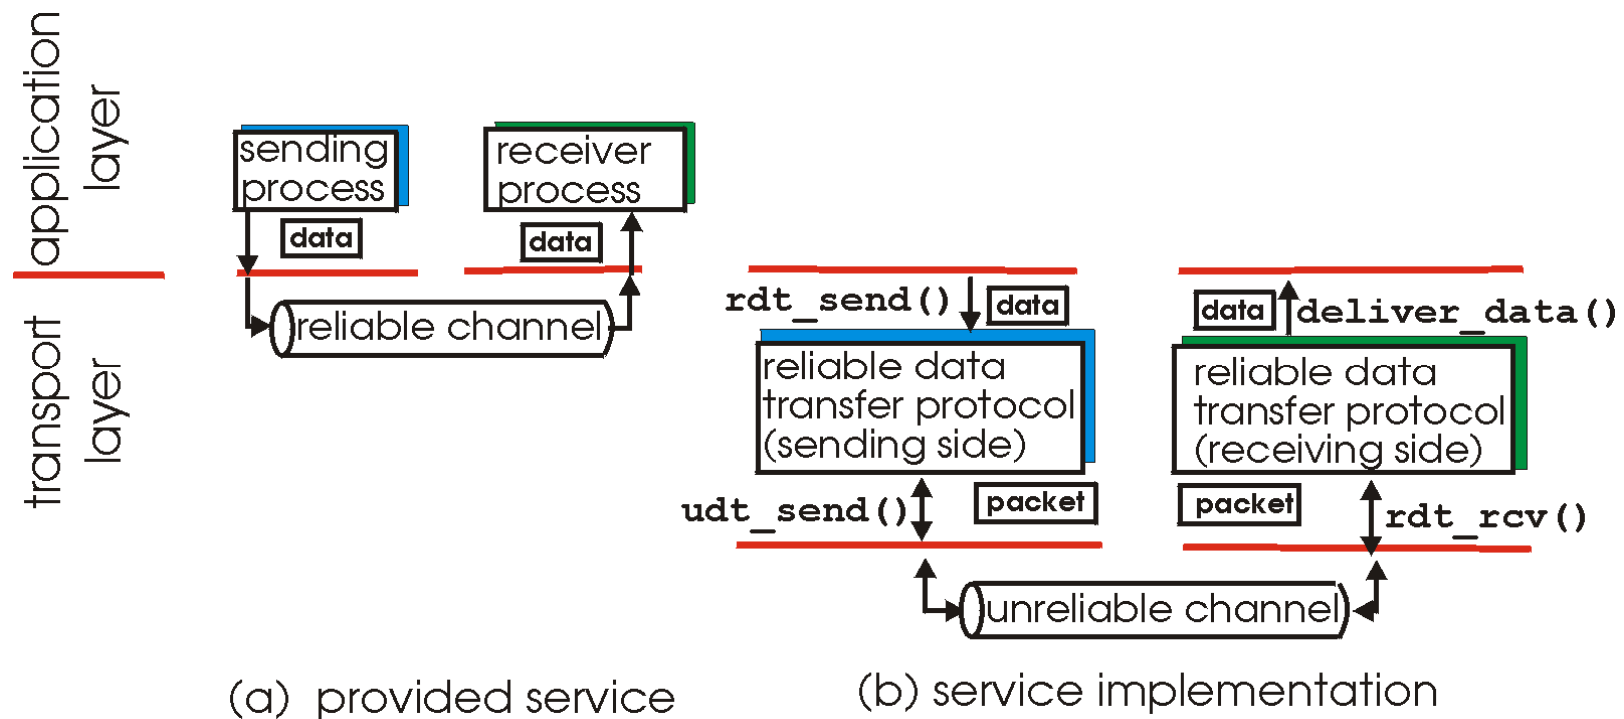 application
layer
transport
layer
sending
process
data
receiver
process
data
reliable channel
(a) provided service
rdt_send()
data
reliable data
transfer protocol
(sending side)
udt_send()
packet
data
deliver_data()
reliable data
transfer protocol
(receiving side)
packet
rdt_rcv()
unreliable channel
(b) service implementation